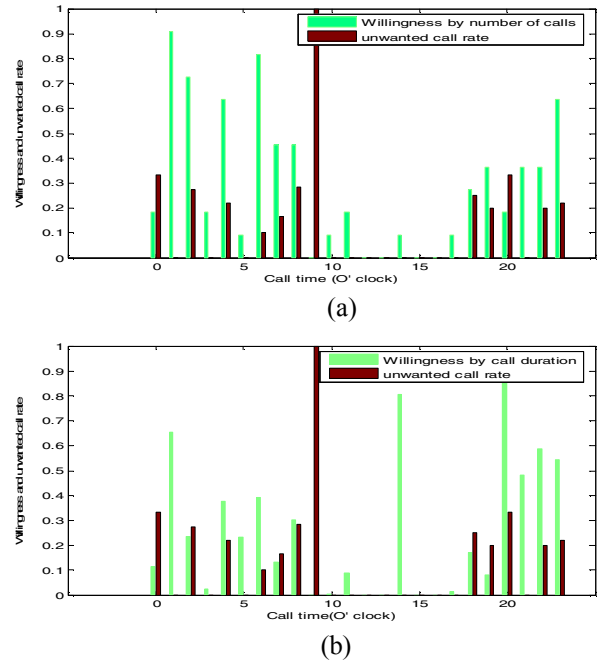 1
Willingness by number of calls
unwanted call rate
0.9
0.8
0.7
0.6
0.5
0.4
0.3
0.2
0.1
0
Willingness and unwanted call rate
0 5 10 15 20
Call time (O' clock)
(a)
1
Willingness by call duration
unwanted call rate
0.9
0.8
0.7
0.6
0.5
0.4
0.3
0.2
0.1
0
Willingness and unwanted call rate
0 5 10 15 20
Call time(O' clock)
(b)